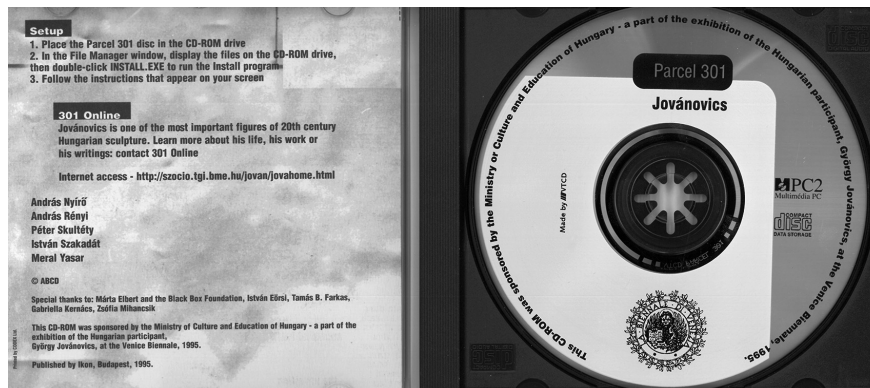 Setup
1. Place the Parcel 301 disc in the CD-ROM drive
2. In the File Manager window, display the files on the CD-ROM drive,
then double-click INSTALL.EXE to run the Install program
3. Follow the instructions that appear on your screen
301 Online
Jovánovics is one of the most important figures of 20th century
Hungarian sculpture. Learn more about his life, his work or
his writings: contact 301 Online
Internet access - http://szocio.tgi.bme.hu/jovan/jovahome.html
András Nyírő
András Rényi
Péter Skultéty
István Szakadát
Meral Yasar
© ABCD
Special thanks to: Márta Elbert and the Black Box Foundation, István Eörsi, Tamás B. Farkas,
Gabriella Kernács, Zsófia Mihancsik
This CD-ROM was sponsored by the Ministry of Culture and Education of Hungary - a part of the
exhibition of the Hungarian participant,
György Jovánovics, at the Venice Biennale, 1995.
Published by Ikon, Budapest, 1995.
This CD-ROM was sponsored by the Ministry or Culture and Education of Hungary - a part of the exhibition of the Hungarian participant, György Jovánovics, at the Venice Biennale, 1995.
Parcel 301
Jovánovics
Made by VTCD
MPC2
Multimédia PC
COMPACT
disc
DATA STORAGE